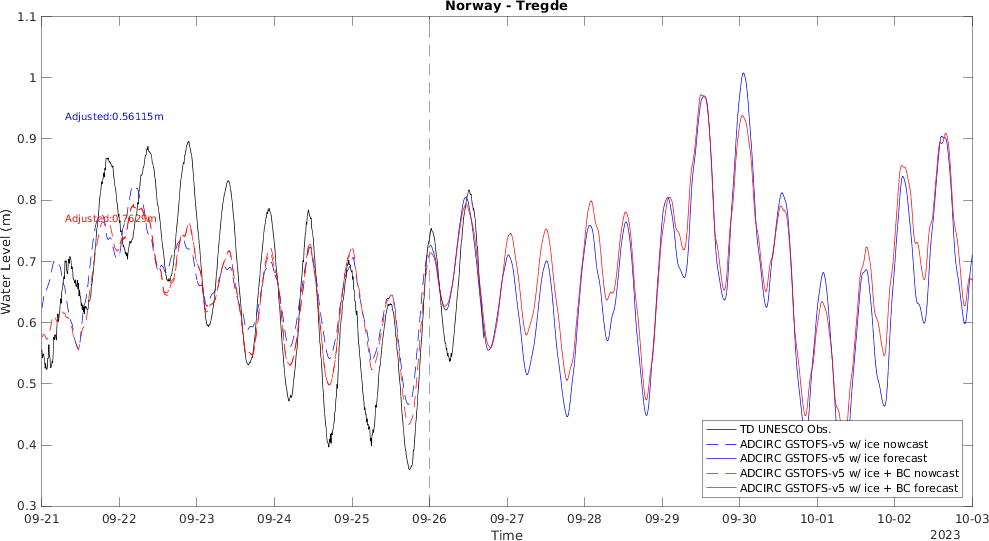 Norway - Tregde
1.1
1
0.9
0.8
0.7
0.6
0.5
0.4
0.3
Water Level (m)
Adjusted:0.56115m
Adjusted:0.7629m
TD UNESCO Obs.
ADCIRC GSTOFS-v5 w/ ice nowcast
ADCIRC GSTOFS-v5 w/ ice forecast
ADCIRC GSTOFS-v5 w/ ice + BC nowcast
ADCIRC GSTOFS-v5 w/ ice + BC forecast
09-21 09-22 09-23 09-24 09-25 09-26 09-27 09-28 09-29 09-30 10-01 10-02 10-03
Time
2023